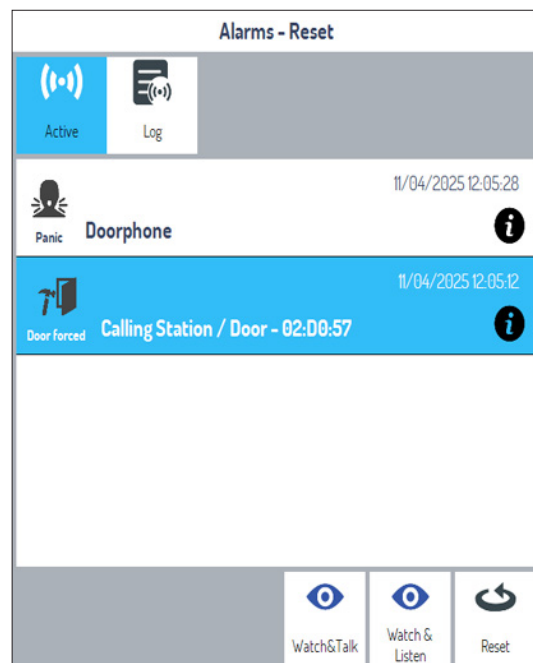 Alarms - Reset
Active
Log
11/04/2025 12:05:28
Panic
Doorphone
11/04/2025 12:05:12
Door forced
Calling Station / Door - 02:D0:57
Watch&Talk
Watch &
Listen
Reset